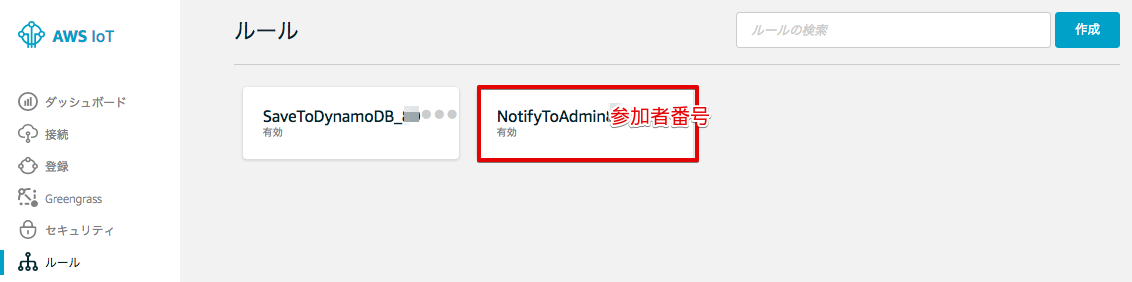 AWS IoT
ルール
ルールの検索
作成
ダッシュボード
接続
登録
Greengrass
セキュリティ
ルール
SaveToDynamoDB_
有効
NotifyToAdmin
参加者番号
有効